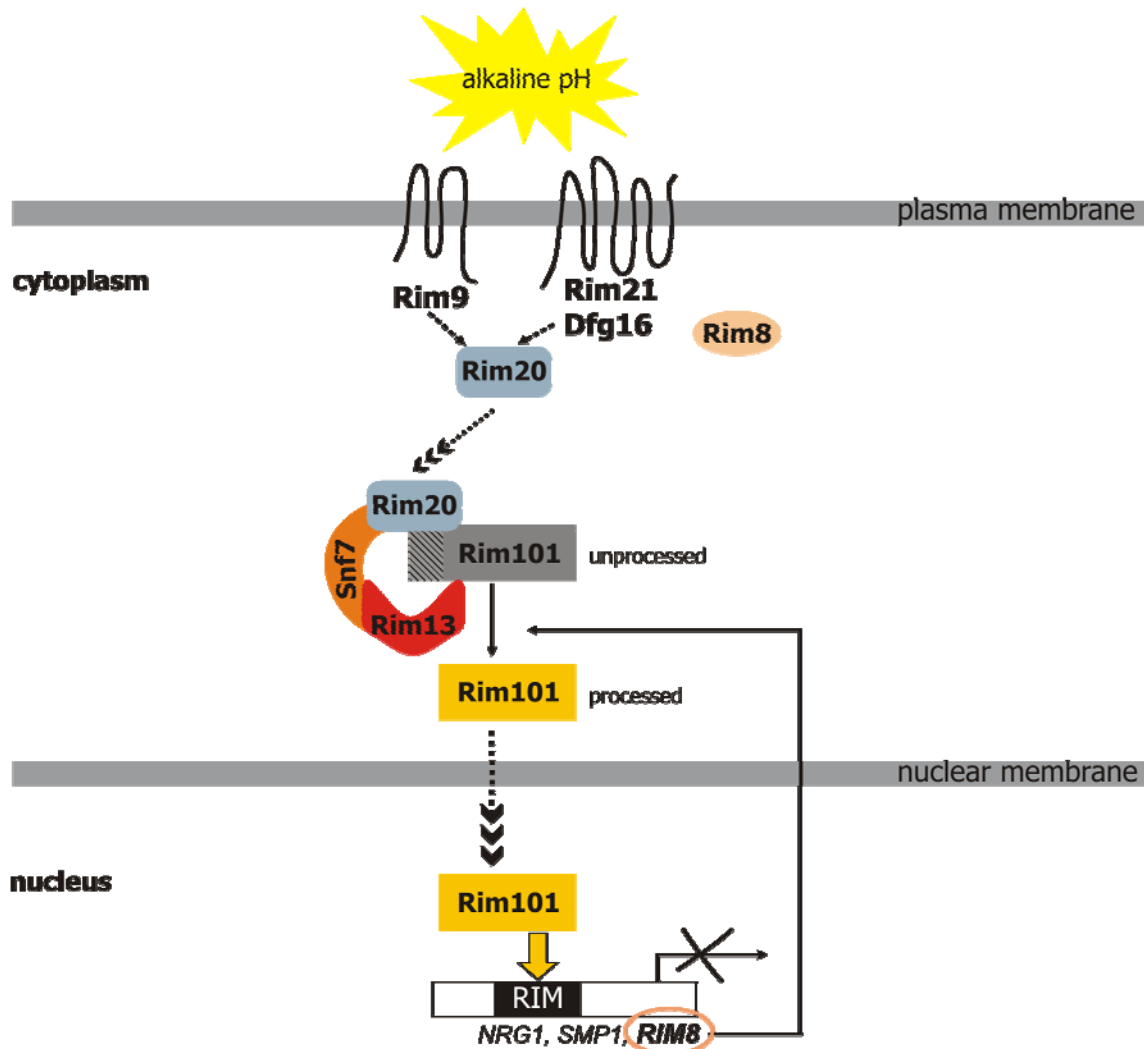 alkaline pH
plasma membrane
cytoplasm
Rim9
Rim21
Dfg16
Rim8
Rim20
Rim20
Snf7
Rim101
unprocessed
Rim13
Rim101
processed
nuclear membrane
nucleus
Rim101
RIM
NRG1, SMP1, RIM8